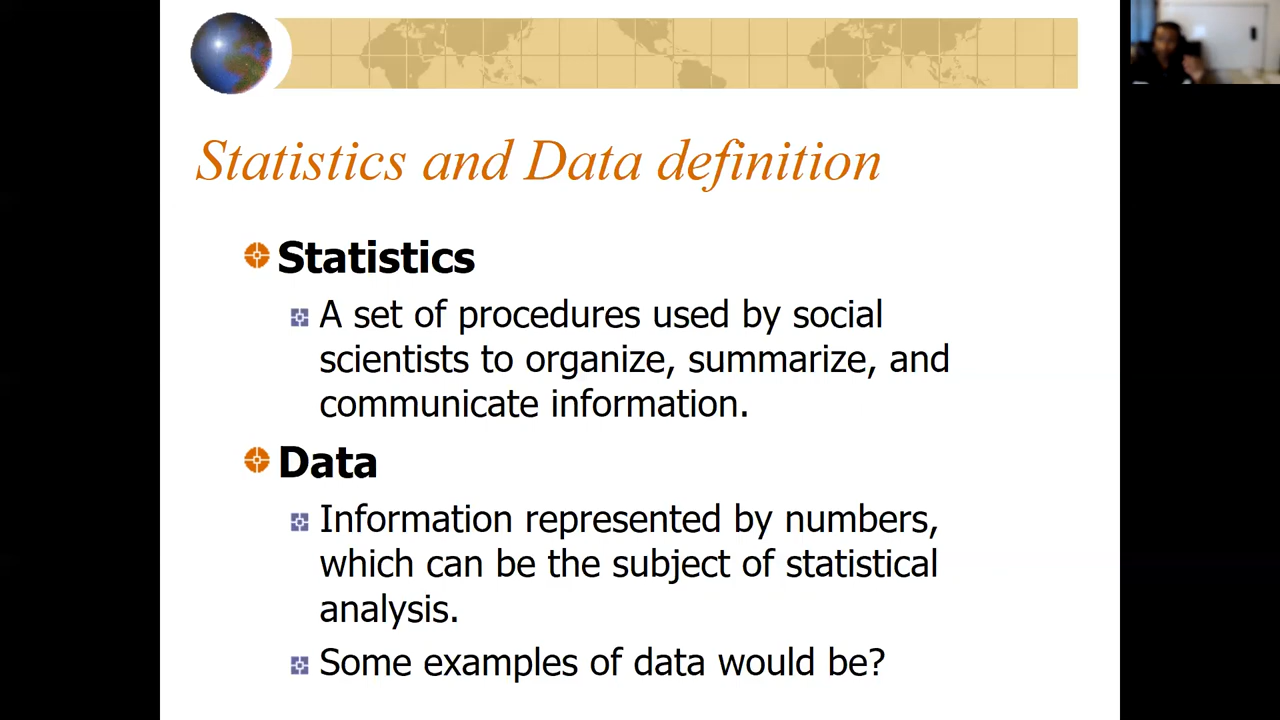 Statistics and Data definition
Statistics
A set of procedures used by social
scientists to organize, summarize, and
communicate information.
Data
Information represented by numbers,
which can be the subject of statistical
analysis.
Some examples of data would be?